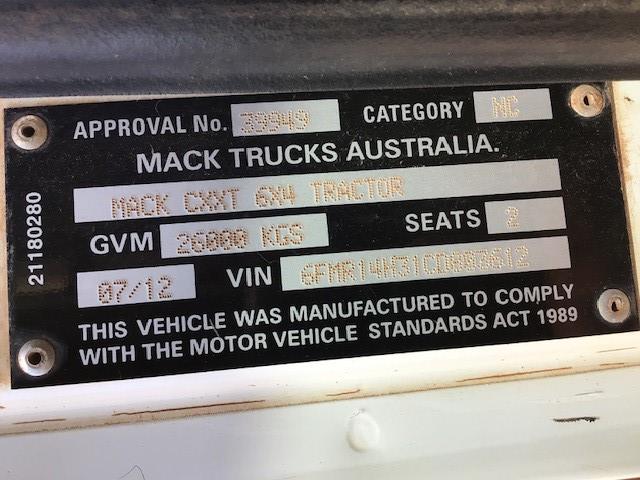 APPROVAL No. 39949 CATEGORY NC
MACK TRUCKS AUSTRALIA.
MACK CXXT 6X4 TRACTOR
GVM 26000 KGS SEATS 2
07/12 VIN
THIS VEHICLE WAS MANUFACTURED TO COMPLY
WITH THE MOTOR VEHICLE STANDARDS ACT 1989
21180280